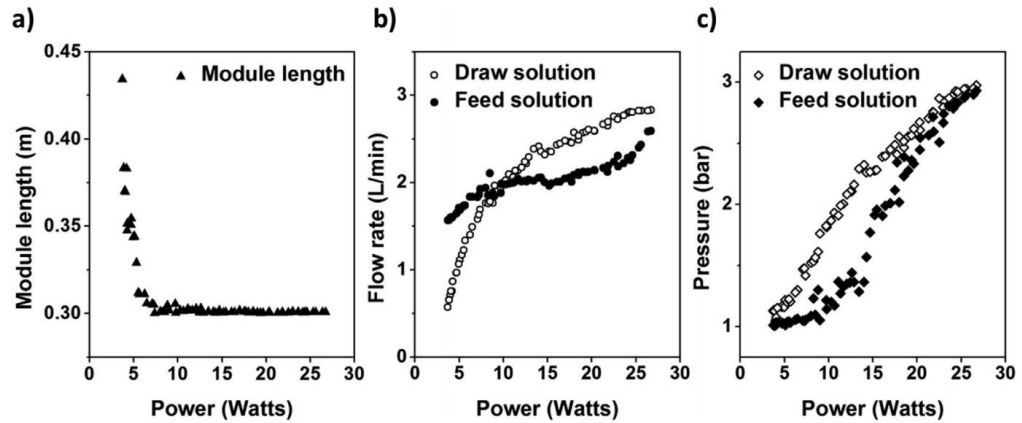 a)
Module length (m)
0.45
0.40
0.35
0.30
Module length
0 5 10 15 20 25 30
Power (Watts)
b)
Flow rate (L/min)
3
2
1
0
Draw solution
Feed solution
0 5 10 15 20 25 30
Power (Watts)
c)
Pressure (bar)
3
2
1
Draw solution
Feed solution
0 5 10 15 20 25 30
Power (Watts)